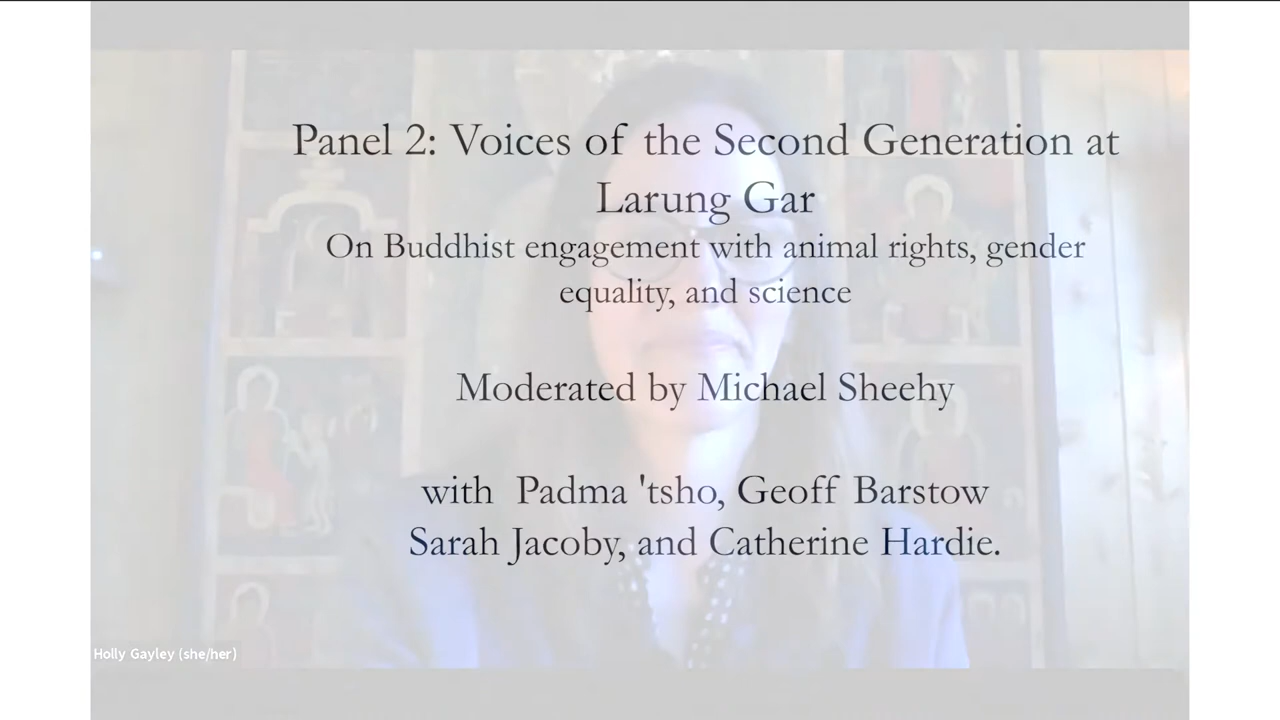 Panel 2: Voices of the Second Generation at
Larung Gar
On Buddhist engagement with animal rights, gender
equality, and science
Moderated by Michael Sheehy
with Padma 'tsho, Geoff Barstow
Sarah Jacoby, and Catherine Hardie.
Holly Gayley (she/her)